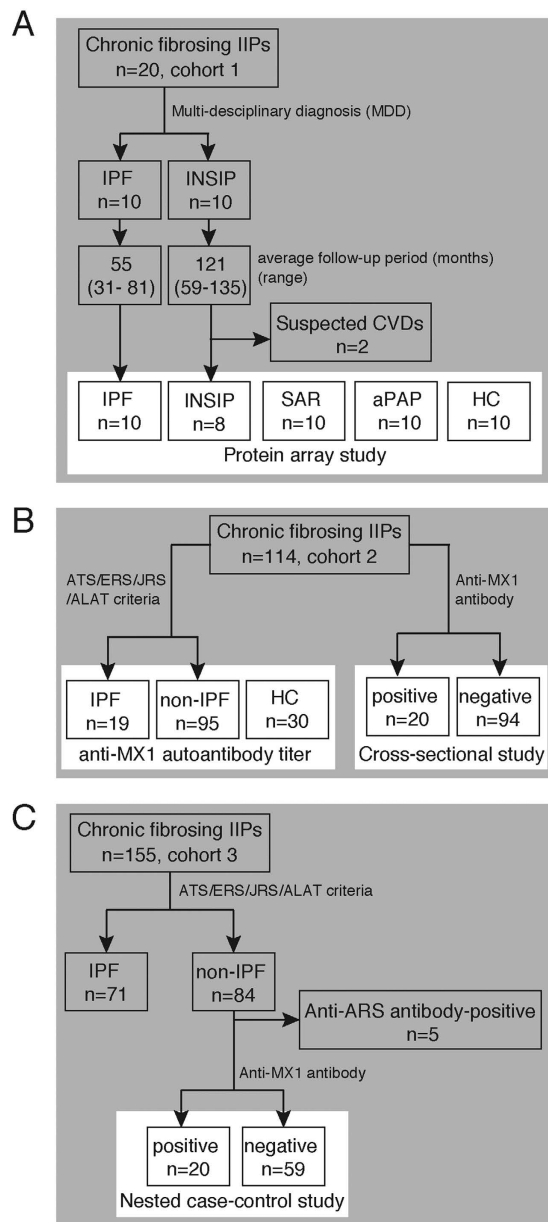 A
Chronic fibrosing IIPs
n=20, cohort 1
Multi-desciplinary diagnosis (MDD)
IPF
n=10
INSIP
n=10
55
(31- 81)
121
(59-135)
average follow-up period (months)
(range)
Suspected CVDs
n=2
IPF
n=10
INSIP
n=8
SAR
n=10
aPAP
n=10
HC
n=10
Protein array study
B
Chronic fibrosing IIPs
n=114, cohort 2
ATS/ERS/JRS
/ALAT criteria
Anti-MX1
antibody
IPF
n=19
non-IPF
n=95
HC
n=30
anti-MX1 autoantibody titer
positive
n=20
negative
n=94
Cross-sectional study
C
Chronic fibrosing IIPs
n=155, cohort 3
ATS/ERS/JRS/ALAT criteria
IPF
n=71
non-IPF
n=84
Anti-ARS antibody-positive
n=5
Anti-MX1 antibody
positive
n=20
negative
n=59
Nested case-control study